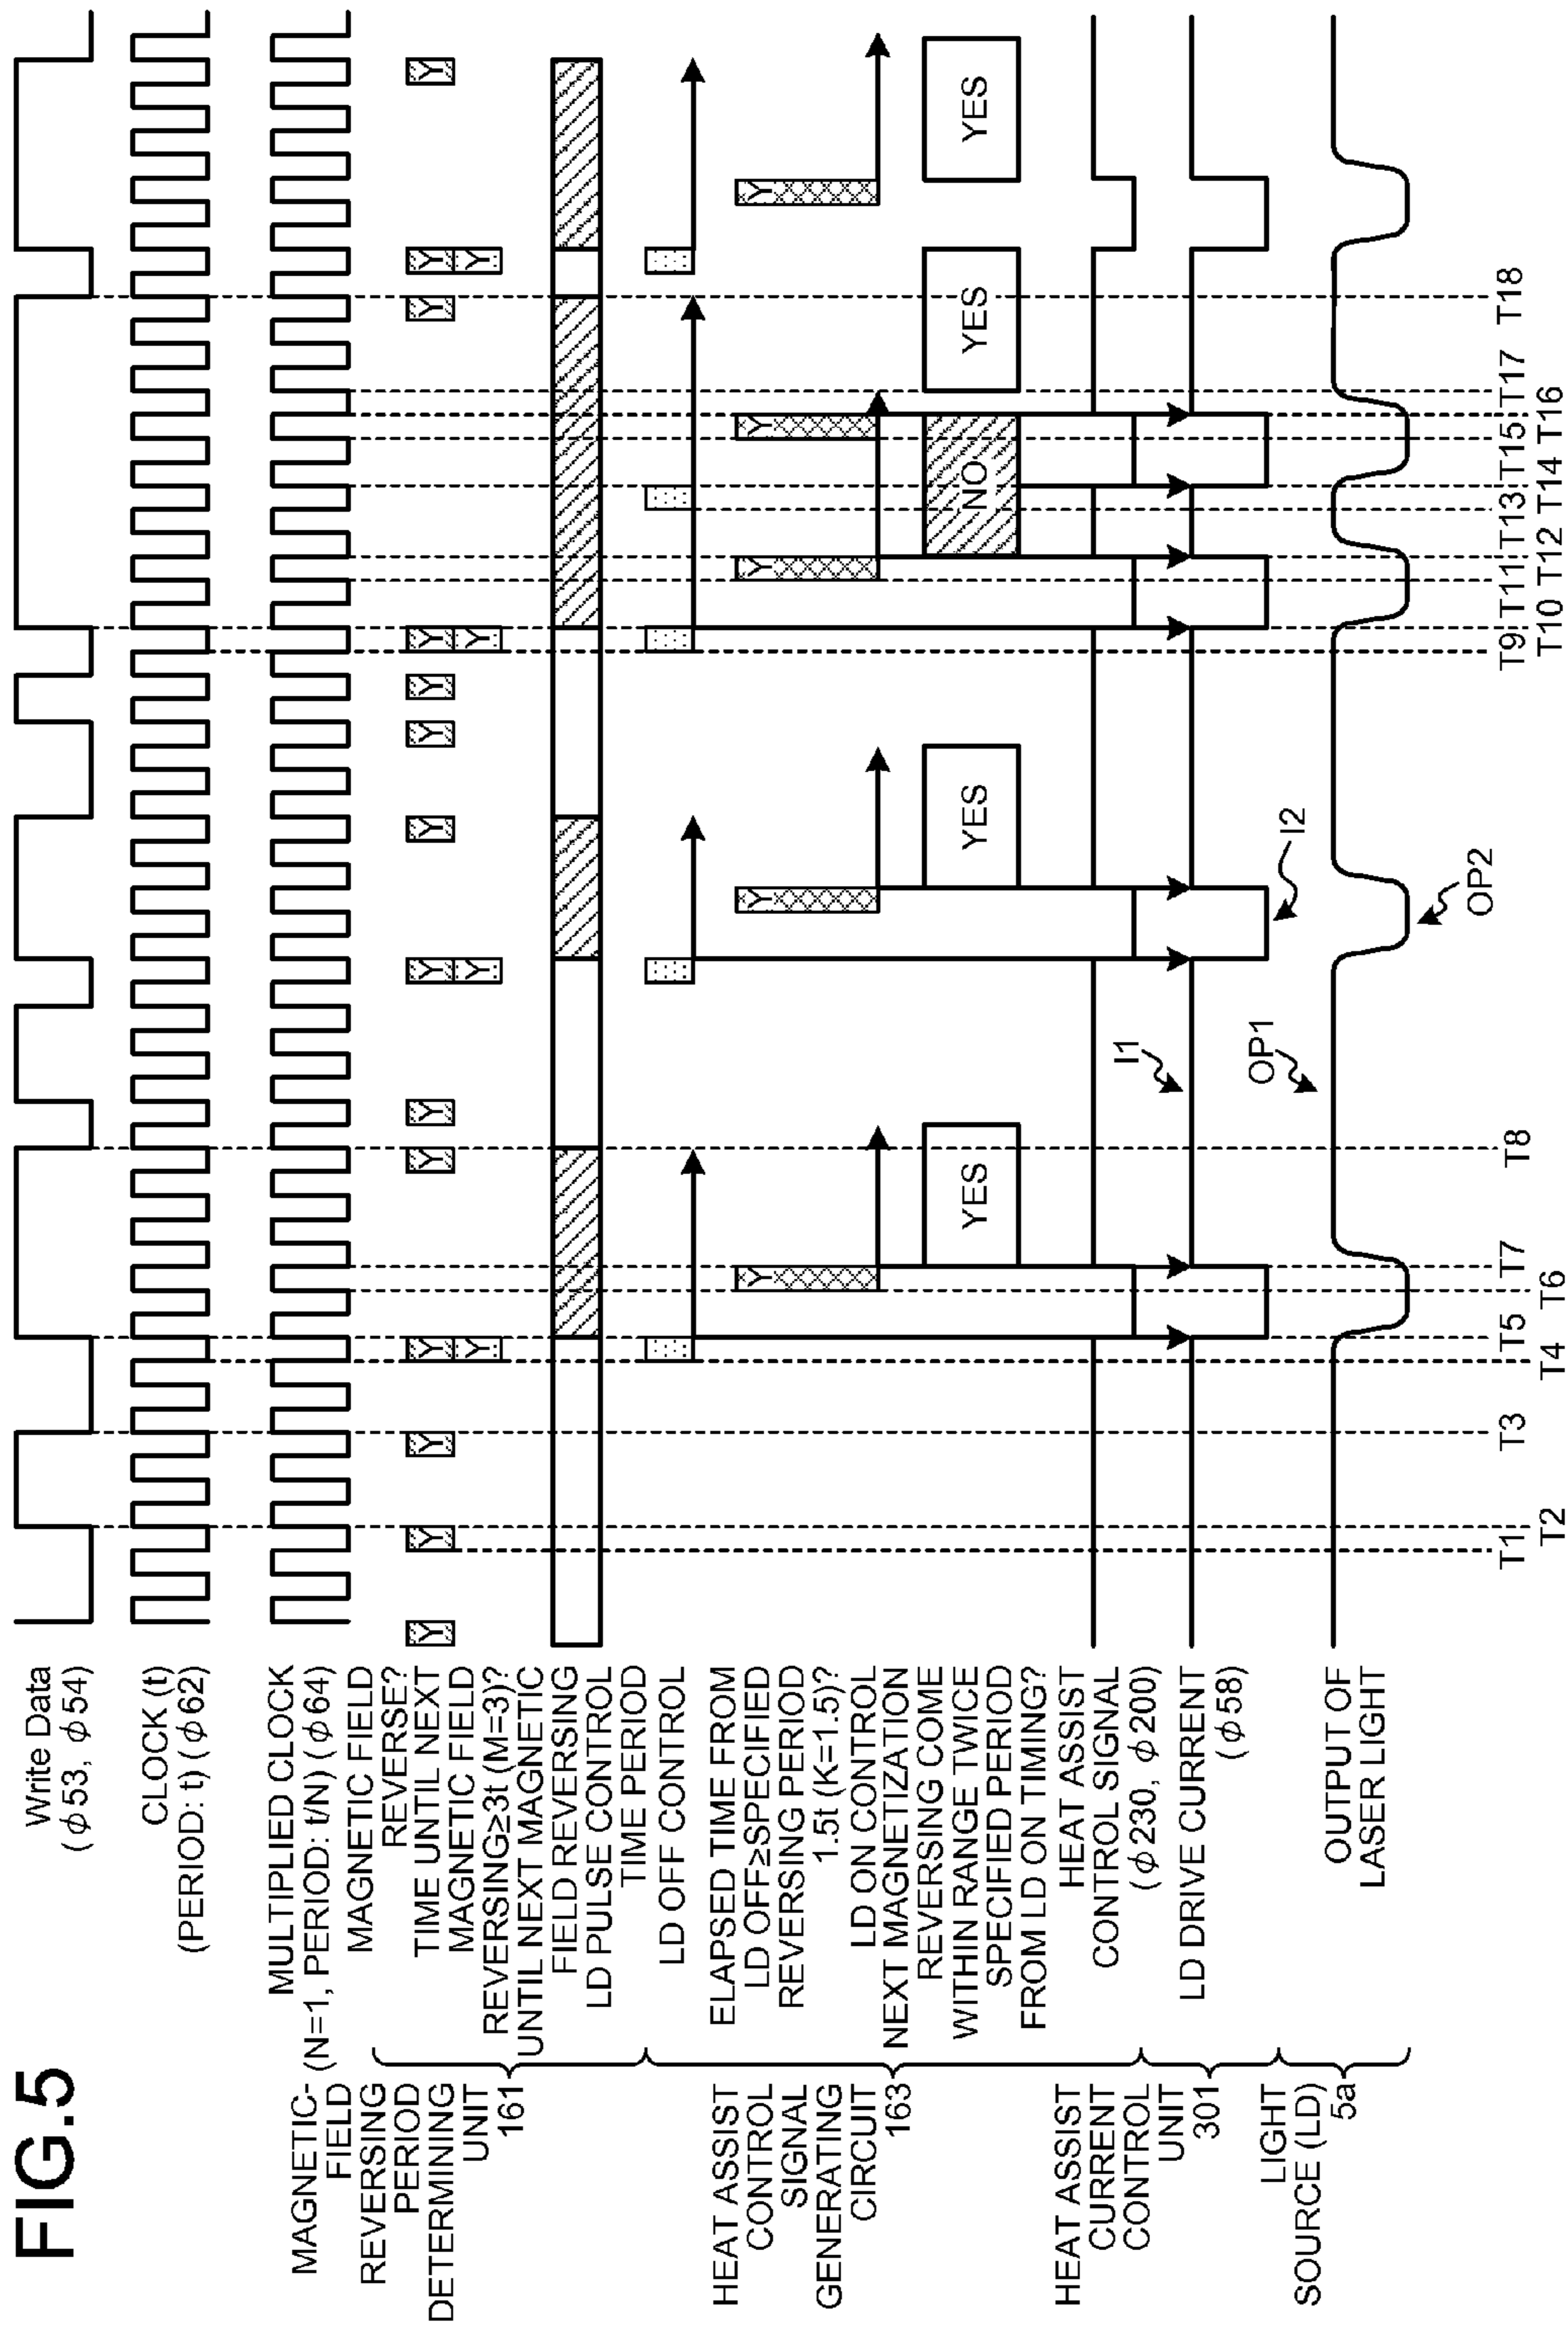 FIG.5
Write Data
(φ53, φ54)
CLOCK (t)
(PERIOD: t) (φ62)
MULTIPLIED CLOCK
(N=1, PERIOD: t/N) (φ64)
MAGNETIC-
FIELD
REVERSING
PERIOD
DETERMINING
UNIT
161
MAGNETIC FIELD
REVERSE?
TIME UNTIL NEXT
MAGNETIC FIELD
REVERSING≥3t (M=3)?
UNTIL NEXT MAGNETIC
FIELD REVERSING
LD PULSE CONTROL
TIME PERIOD
HEAT ASSIST
CONTROL
SIGNAL
GENERATING
CIRCUIT
163
LD OFF CONTROL
ELAPSED TIME FROM
LD OFF≥SPECIFIED
REVERSING PERIOD
1.5t (K=1.5)?
LD ON CONTROL
NEXT MAGNETIZATION
REVERSING COME
WITHIN RANGE TWICE
SPECIFIED PERIOD
FROM LD ON TIMING?
HEAT ASSIST
CONTROL SIGNAL
(φ230, φ200)
HEAT ASSIST
CURRENT
CONTROL
UNIT
301
LD DRIVE CURRENT
(φ58)
LIGHT
SOURCE (LD)
5a
OUTPUT OF
LASER LIGHT
Y Y Y Y Y Y Y Y Y Y Y Y Y Y
Y Y Y Y
Y Y Y Y Y
YES YES NO YES YES
I1
I2
OP1
OP2
T1 T3 T5 T7 T9 T11 T13 T15 T17 T18
T2 T4 T6 T8 T10 T12 T14 T16